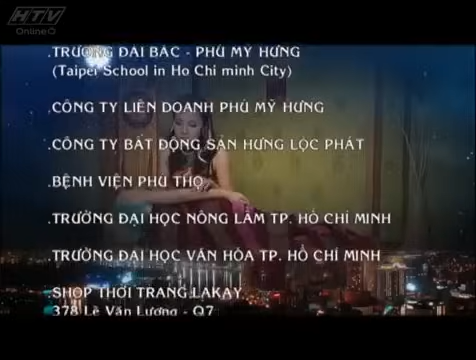 HTV
Online
.TRƯỜNG ĐÀI BẮC - PHÚ MỸ HƯNG
(Taipei School in Ho Chi minh City)
.CÔNG TY LIÊN DOANH PHÚ MỸ HƯNG
.CÔNG TY BẤT ĐỘNG SẢN HƯNG LỘC PHÁT
.BỆNH VIỆN PHÚ THỌ
.TRƯỜNG ĐẠI HỌC NÔNG LÂM TP. HỒ CHÍ MINH
.TRƯỜNG ĐẠI HỌC VĂN HÓA TP. HỒ CHÍ MINH
.SHOP THỜI TRANG LAKAY
378 Lê Văn Lương - Q7